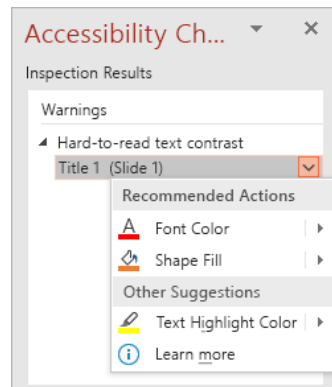 Accessibility Ch...
Inspection Results
Warnings
Hard-to-read text contrast
Title 1 (Slide 1)
Recommended Actions
Font Color
Shape Fill
Other Suggestions
Text Highlight Color
Learn more